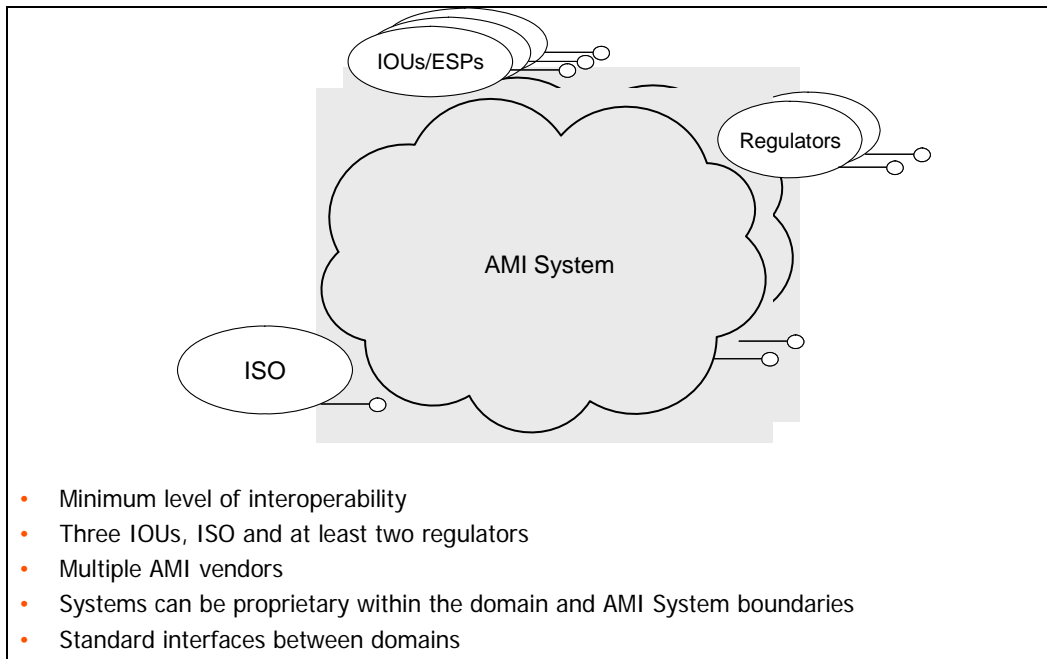 IOUs/ESPs
Regulators
AMI System
ISO
• Minimum level of interoperability
• Three IOUs, ISO and at least two regulators
• Multiple AMI vendors
• Systems can be proprietary within the domain and AMI System boundaries
• Standard interfaces between domains